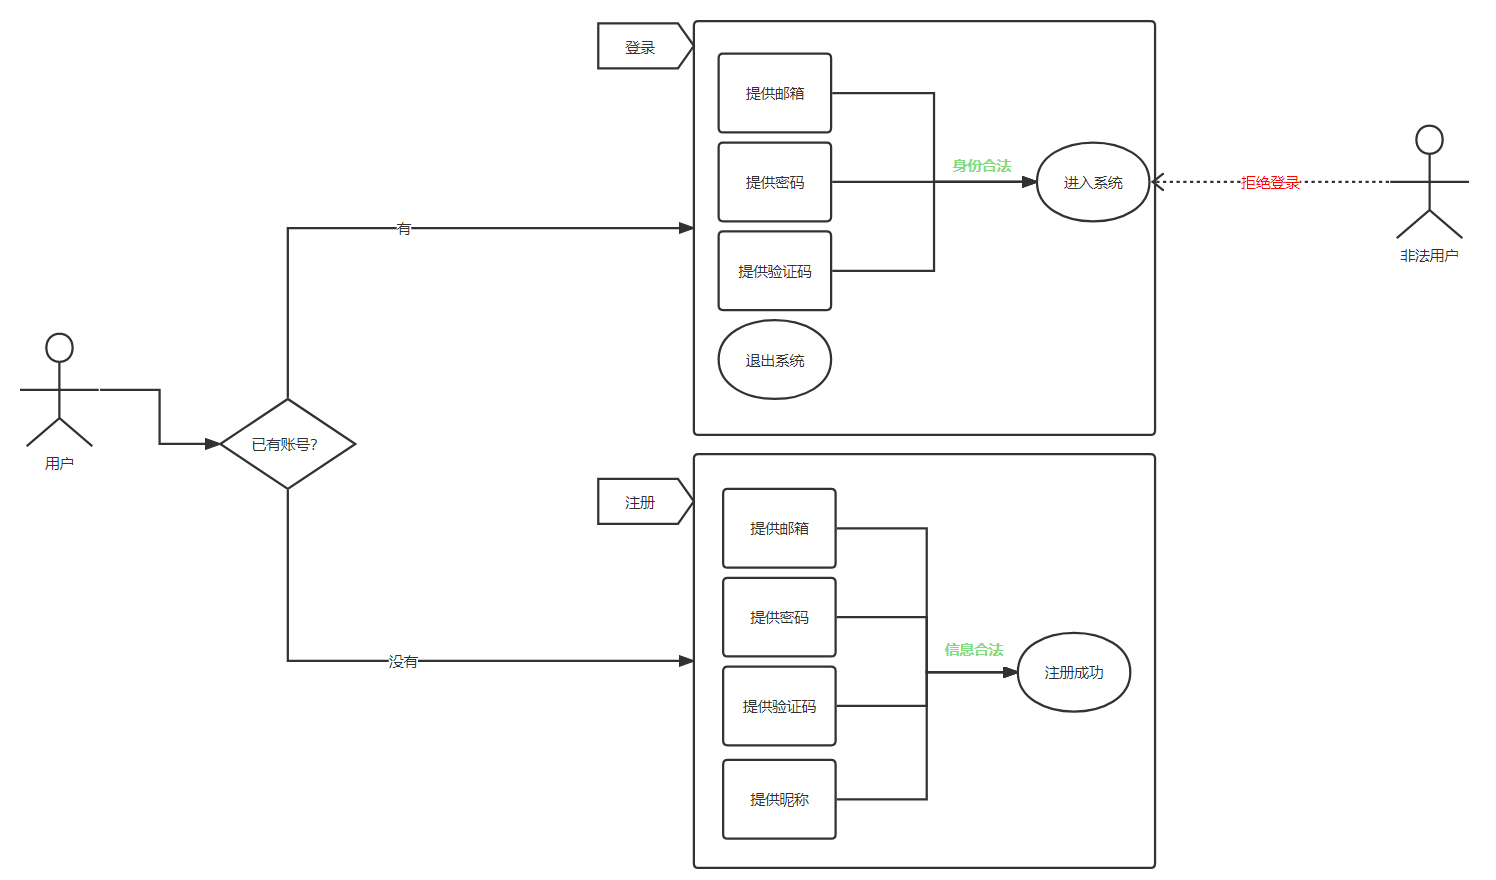 登录
提供邮箱
提供密码
提供验证码
退出系统
身份合法
进入系统
拒绝登录
非法用户
有
用户
已有账号?
没有
注册
提供邮箱
提供密码
提供验证码
提供昵称
信息合法
注册成功